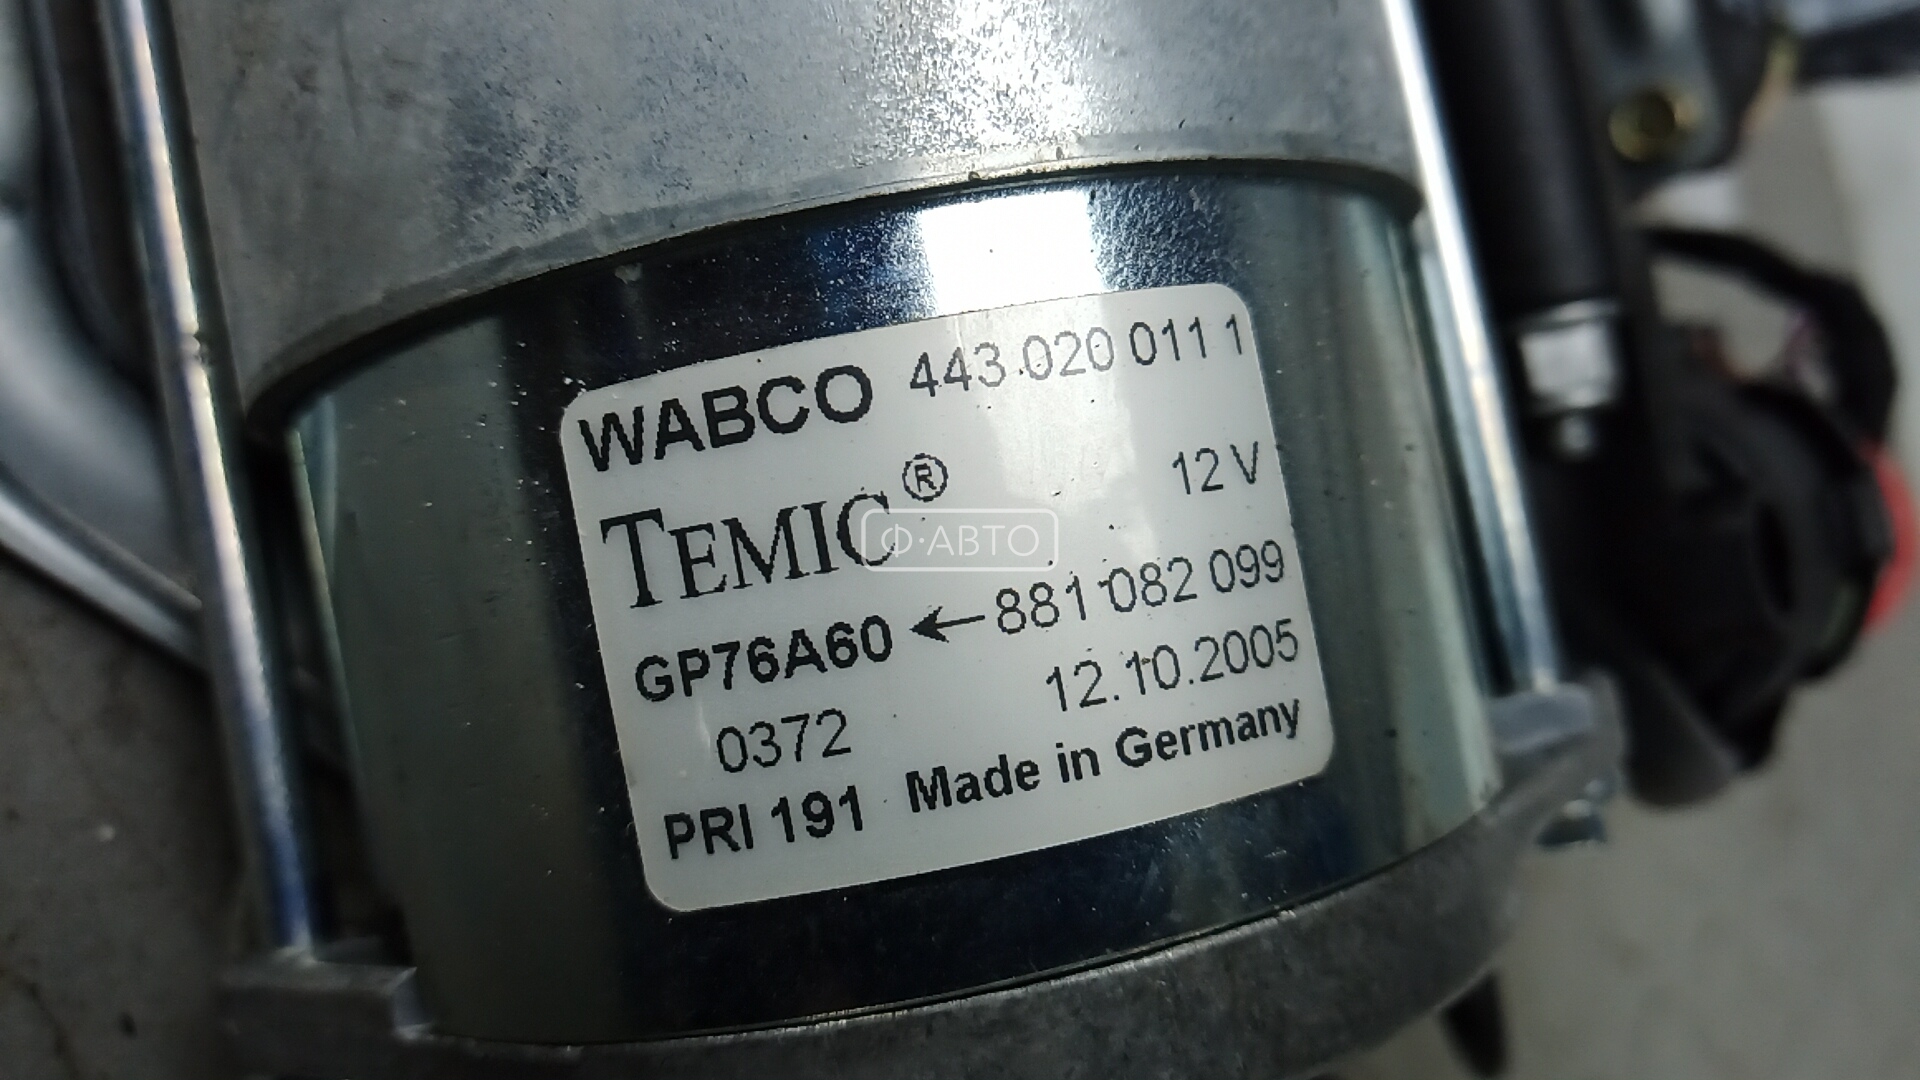 WABCO 443 020 011 1
TEMIC® 12 V
Ф·АВТО
GP76A60 ← 881 082 099
0372 12.10.2005
PRI 191 Made in Germany